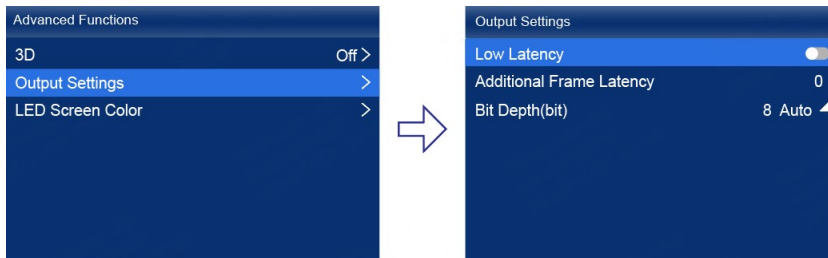 Advanced Functions
3D Off >
Output Settings >
LED Screen Color >
Output Settings
Low Latency
Additional Frame Latency 0
Bit Depth(bit) 8 Auto